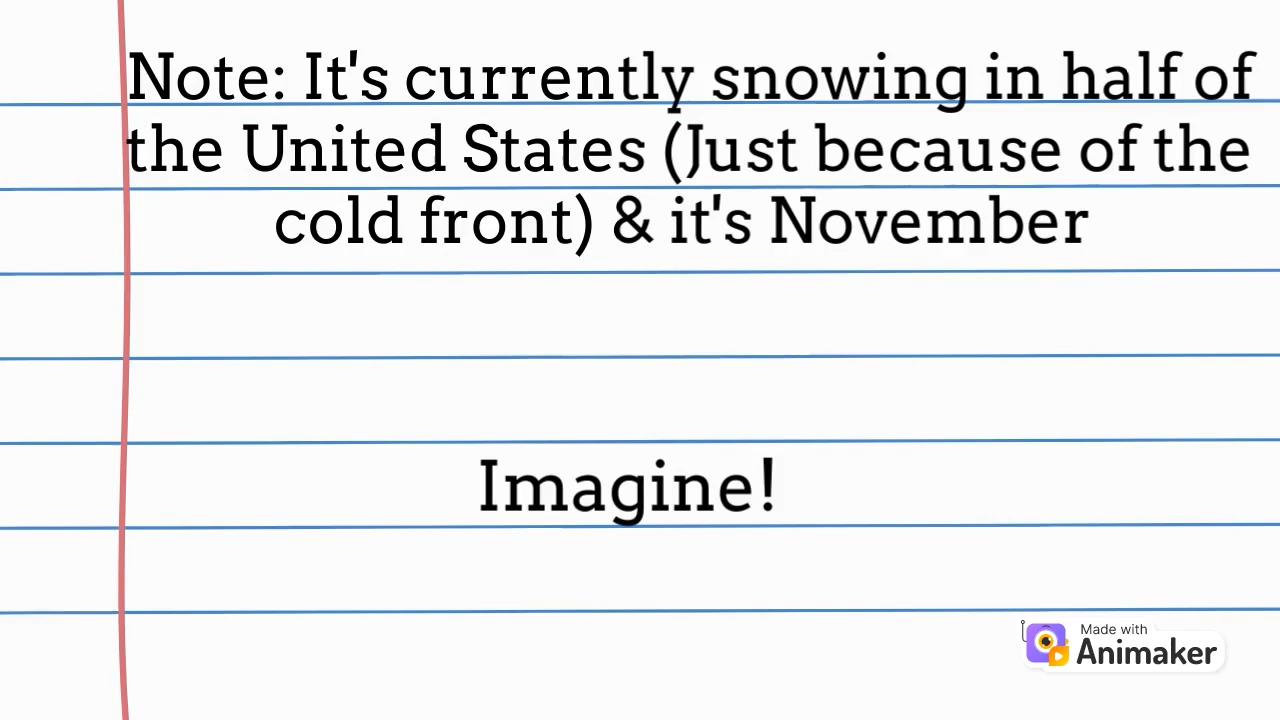 Note: It's currently snowing in half of
the United States (Just because of the
cold front) & it's November
Imagine!
Made with
Animaker